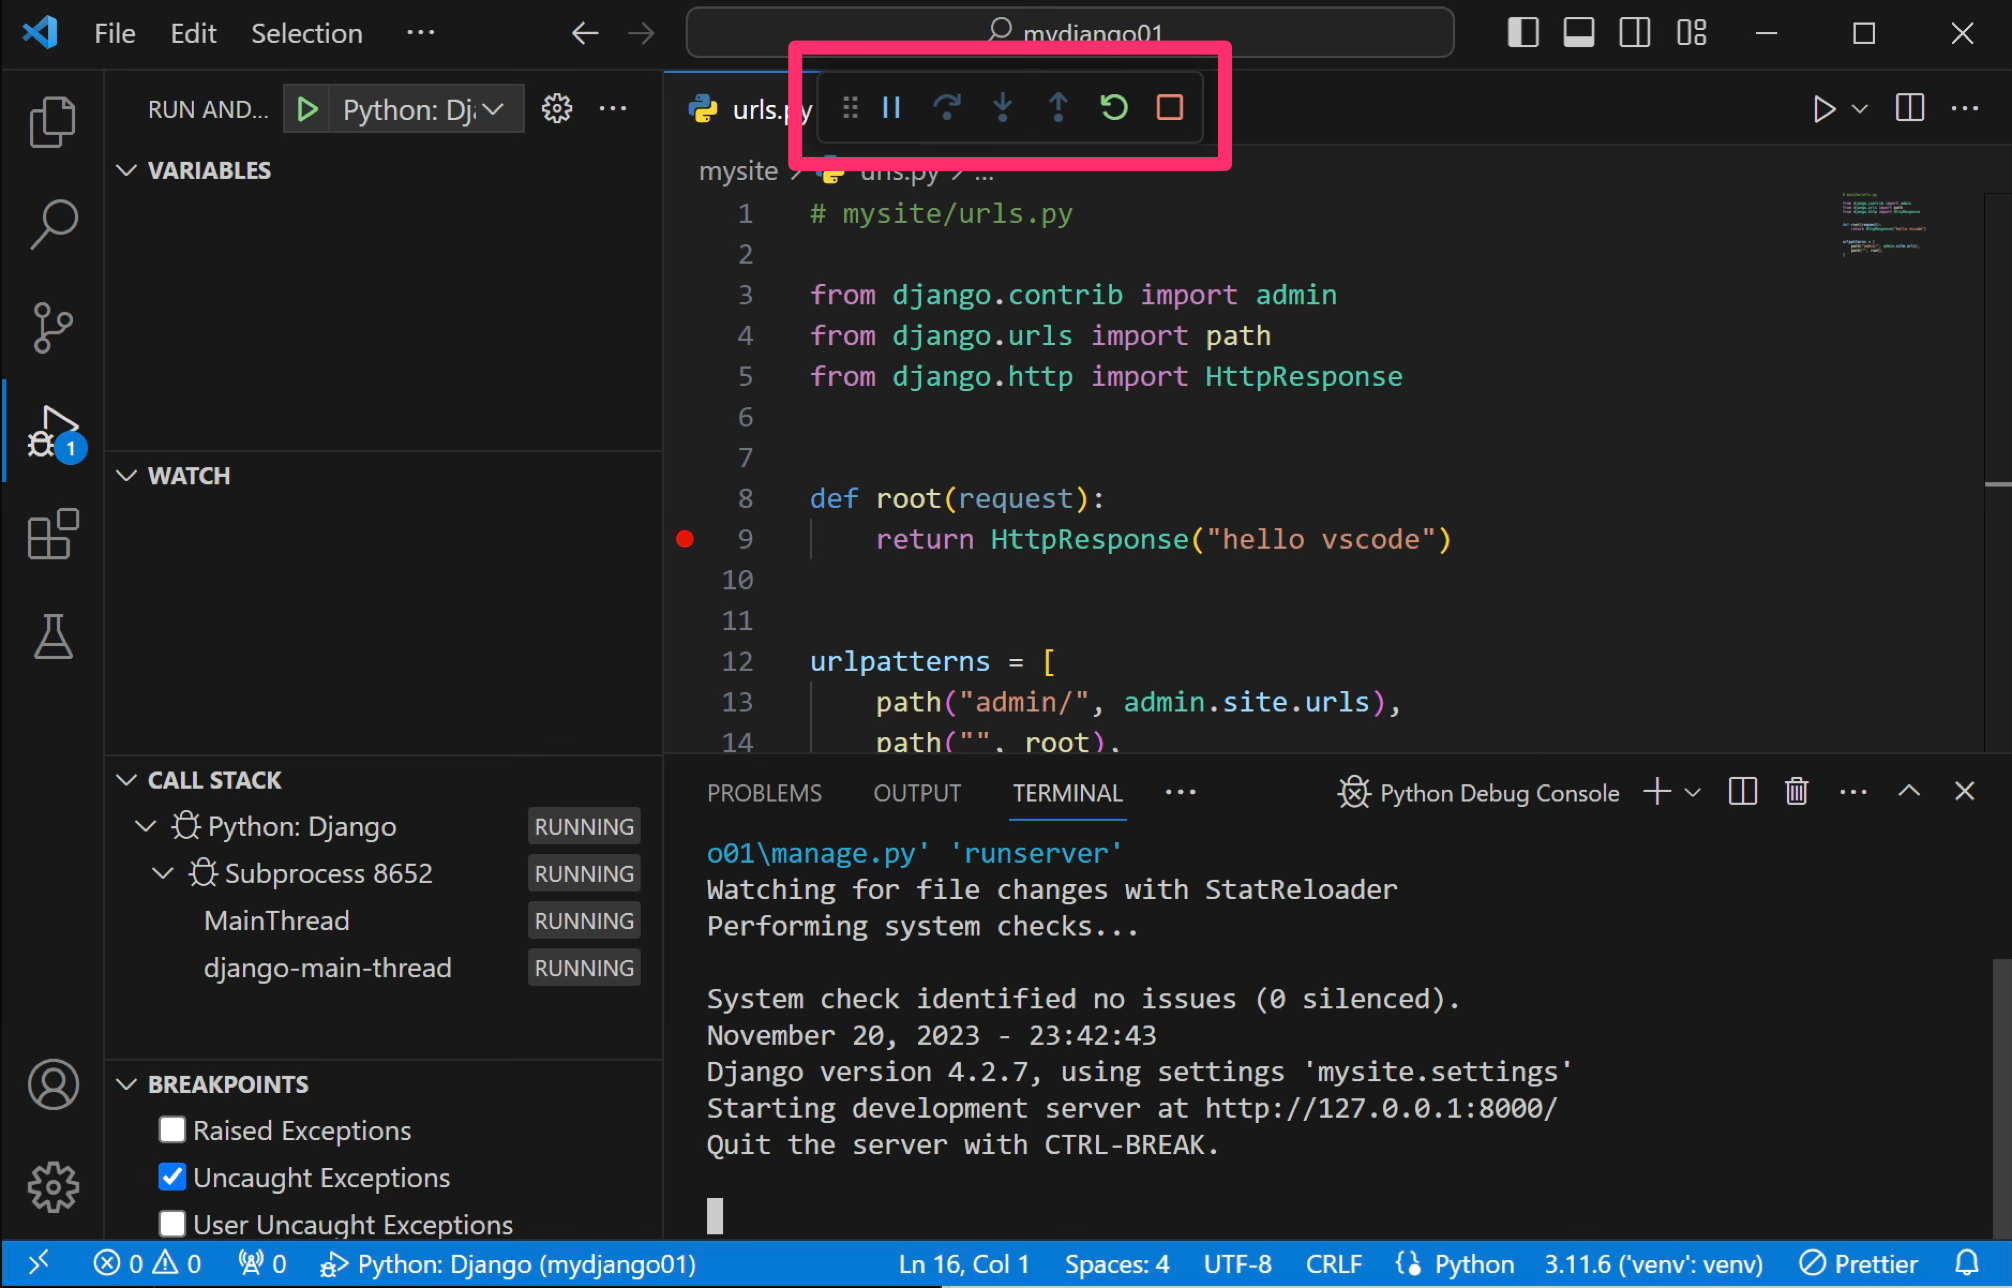 File Edit Selection ···
mydjango01
RUN AND... Python: Dj ···
urls.py
mysite > urls.py > ...
VARIABLES
WATCH
CALL STACK
Python: Django RUNNING
Subprocess 8652 RUNNING
MainThread RUNNING
django-main-thread RUNNING
BREAKPOINTS
Raised Exceptions
Uncaught Exceptions
User Uncaught Exceptions
1
1 # mysite/urls.py
2
3 from django.contrib import admin
4 from django.urls import path
5 from django.http import HttpResponse
6
7
8 def root(request):
9 return HttpResponse("hello vscode")
10
11
12 urlpatterns = [
13 path("admin/", admin.site.urls),
14 path("", root),
PROBLEMS OUTPUT TERMINAL ··· Python Debug Console
o01\manage.py' 'runserver'
Watching for file changes with StatReloader
Performing system checks...
System check identified no issues (0 silenced).
November 20, 2023 - 23:42:43
Django version 4.2.7, using settings 'mysite.settings'
Starting development server at http://127.0.0.1:8000/
Quit the server with CTRL-BREAK.
0 0 0 Python: Django (mydjango01) Ln 16, Col 1 Spaces: 4 UTF-8 CRLF Python 3.11.6 ('venv': venv) Prettier